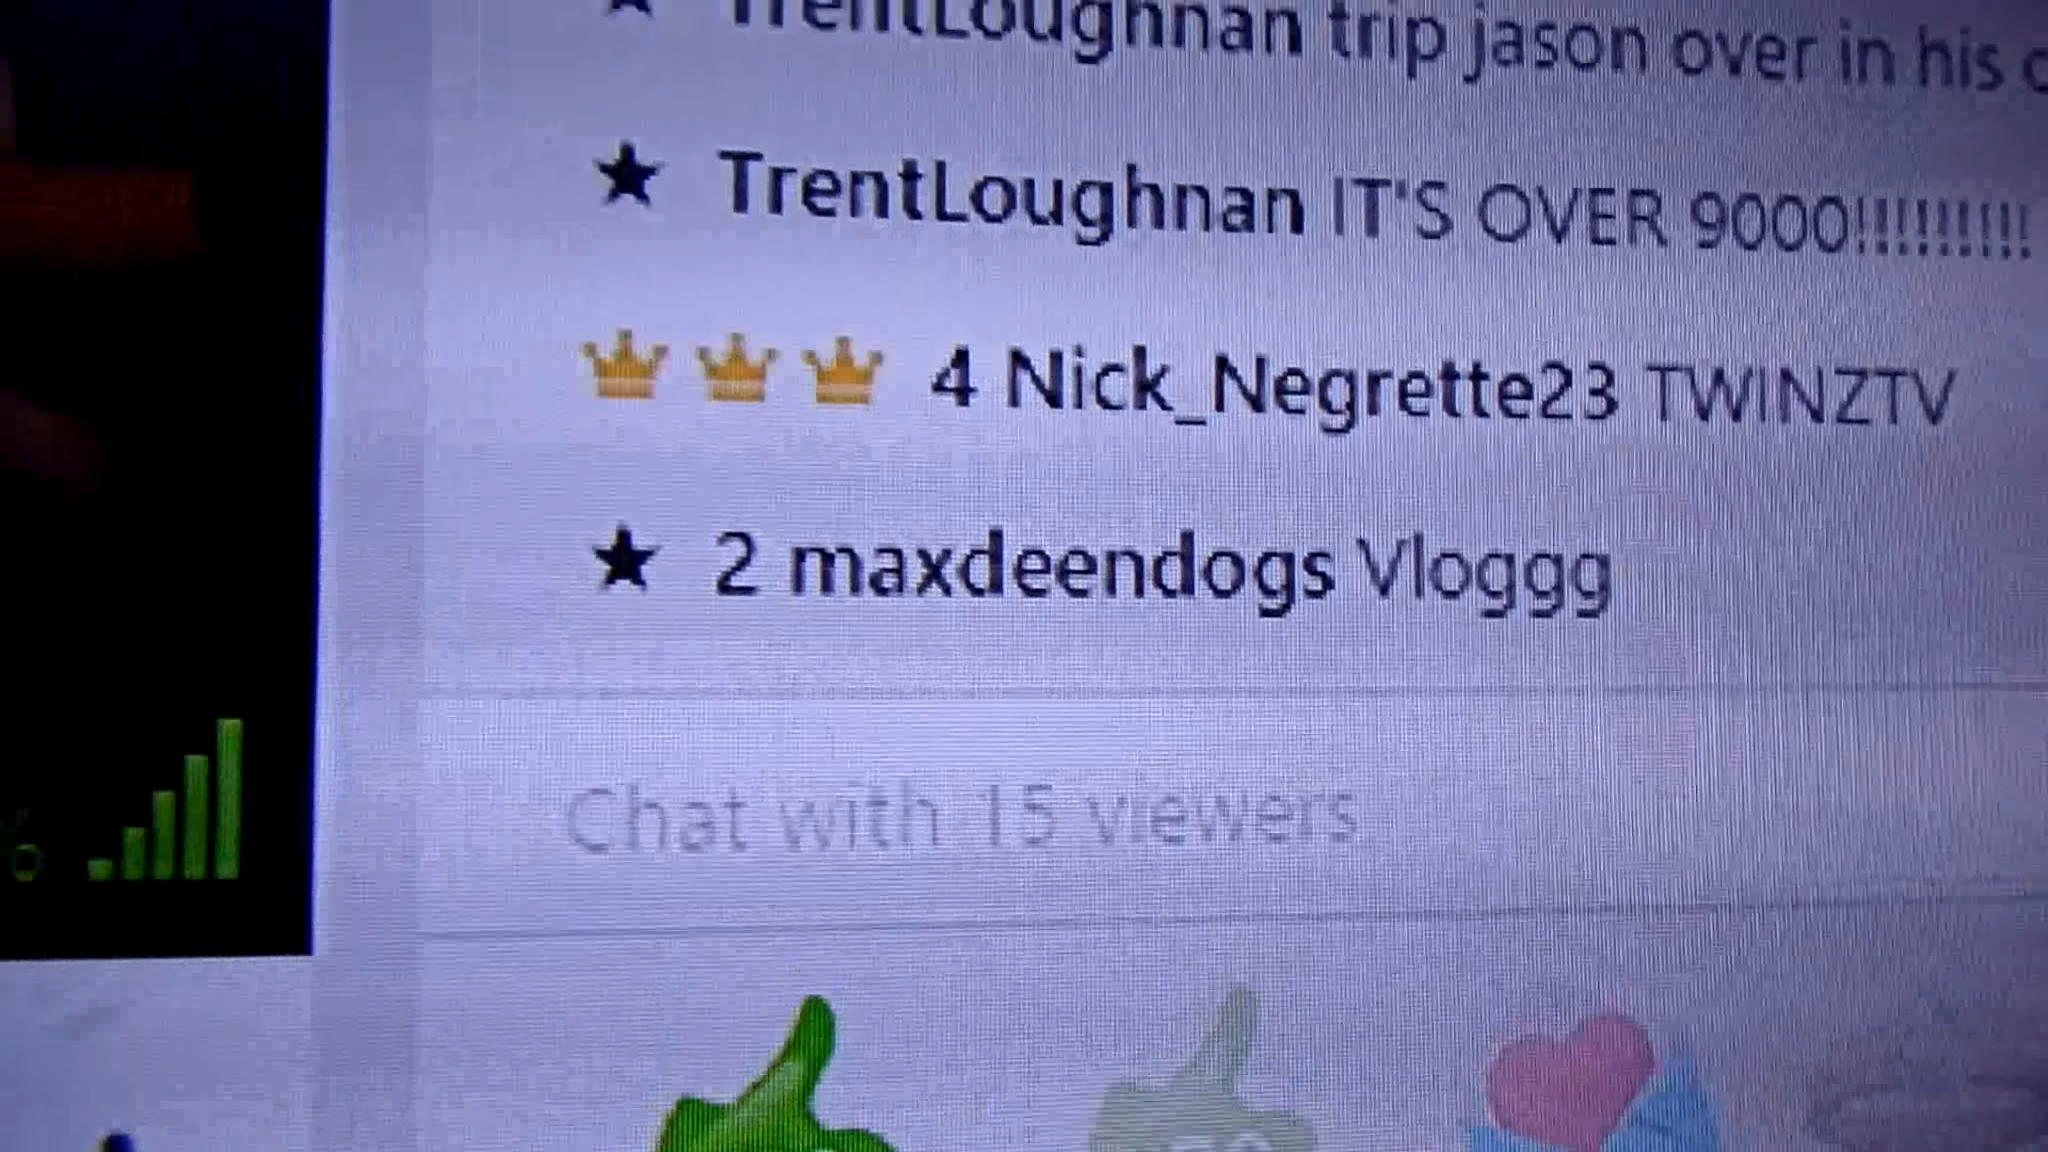 TrentLoughnan trip jason over in his
TrentLoughnan IT'S OVER 9000!!!!!!!!!!
4 Nick_Negrette23 TWINZTV
2 maxdeendogs Vloggg
Chat with 15 viewers